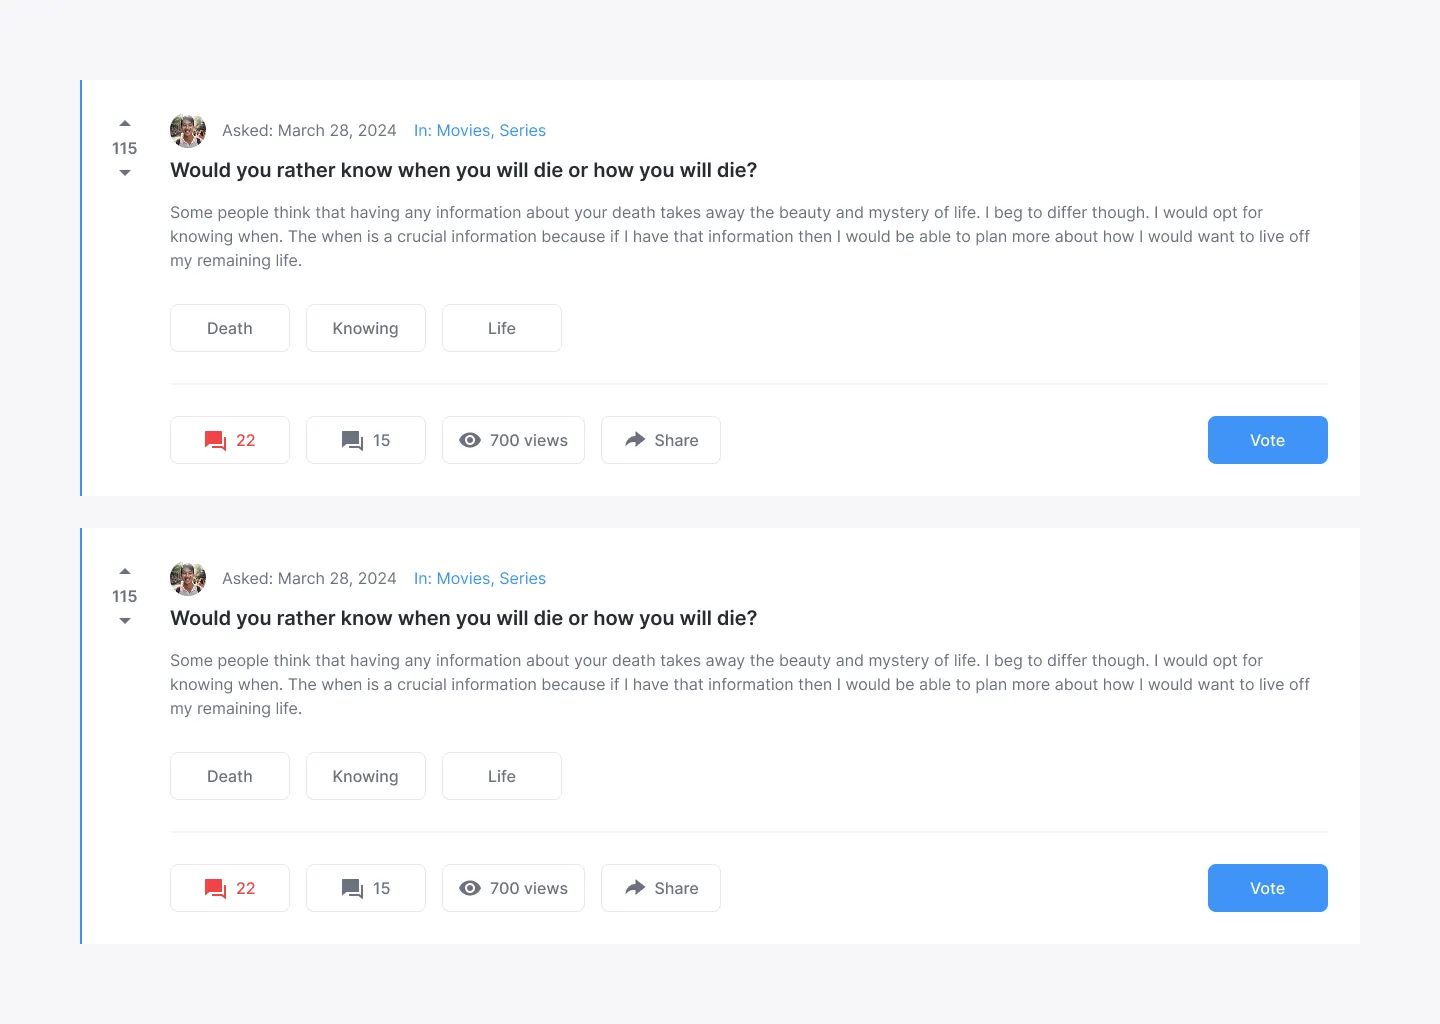 Asked: March 28, 2024 In: Movies, Series
115
Would you rather know when you will die or how you will die?
Some people think that having any information about your death takes away the beauty and mystery of life. I beg to differ though. I would opt for
knowing when. The when is a crucial information because if I have that information then I would be able to plan more about how I would want to live off
my remaining life.
Death Knowing Life
22 15 700 views Share Vote
Asked: March 28, 2024 In: Movies, Series
115
Would you rather know when you will die or how you will die?
Some people think that having any information about your death takes away the beauty and mystery of life. I beg to differ though. I would opt for
knowing when. The when is a crucial information because if I have that information then I would be able to plan more about how I would want to live off
my remaining life.
Death Knowing Life
22 15 700 views Share Vote